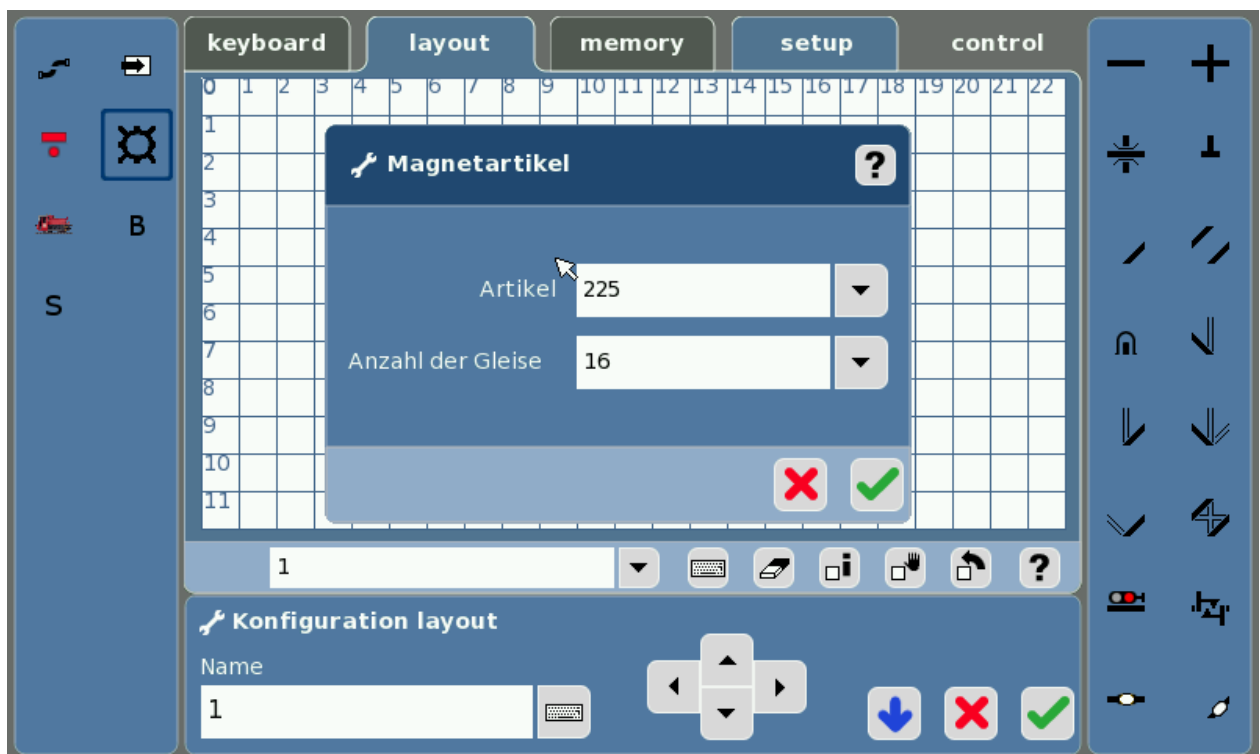 keyboard layout memory setup control
0 1 2 3 4 5 6 7 8 9 10 11 12 13 14 15 16 17 18 19 20 21 22
1
2
3
4
5
6
7
8
9
10
11
B
S
Magnetartikel ?
Artikel 225
Anzahl der Gleise 16
1 i ?
Konfiguration layout
Name
1